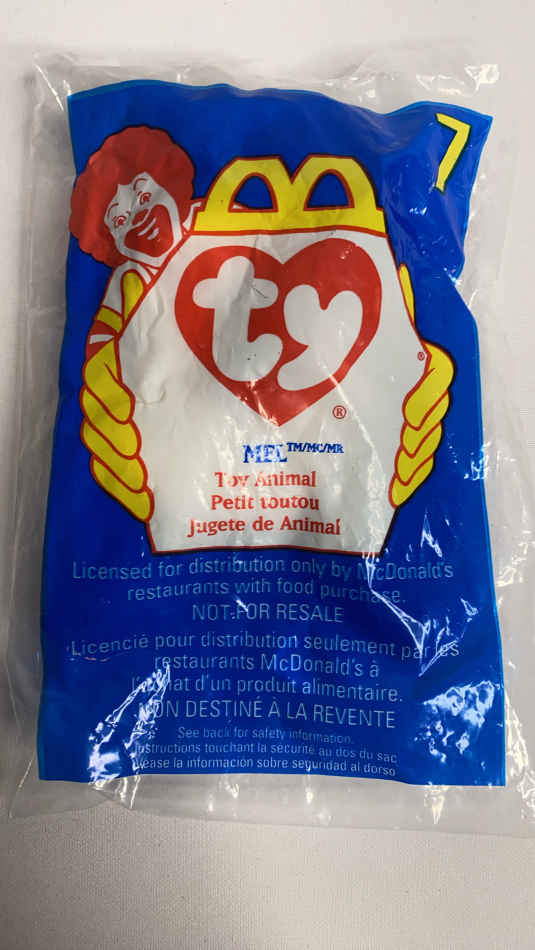 7
ty
®
®
MEL TM/MC/MR
Toy Animal
Petit toutou
Jugete de Animal
Licensed for distribution only by McDonald's
restaurants with food purchase.
NOT FOR RESALE
Licencié pour distribution seulement par les
restaurants McDonald's à
l'achat d'un produit alimentaire.
NON DESTINÉ À LA REVENTE
See back for safety information.
Instructions touchant la sécurité au dos du sac
Vease la información sobre seguridad al dorso